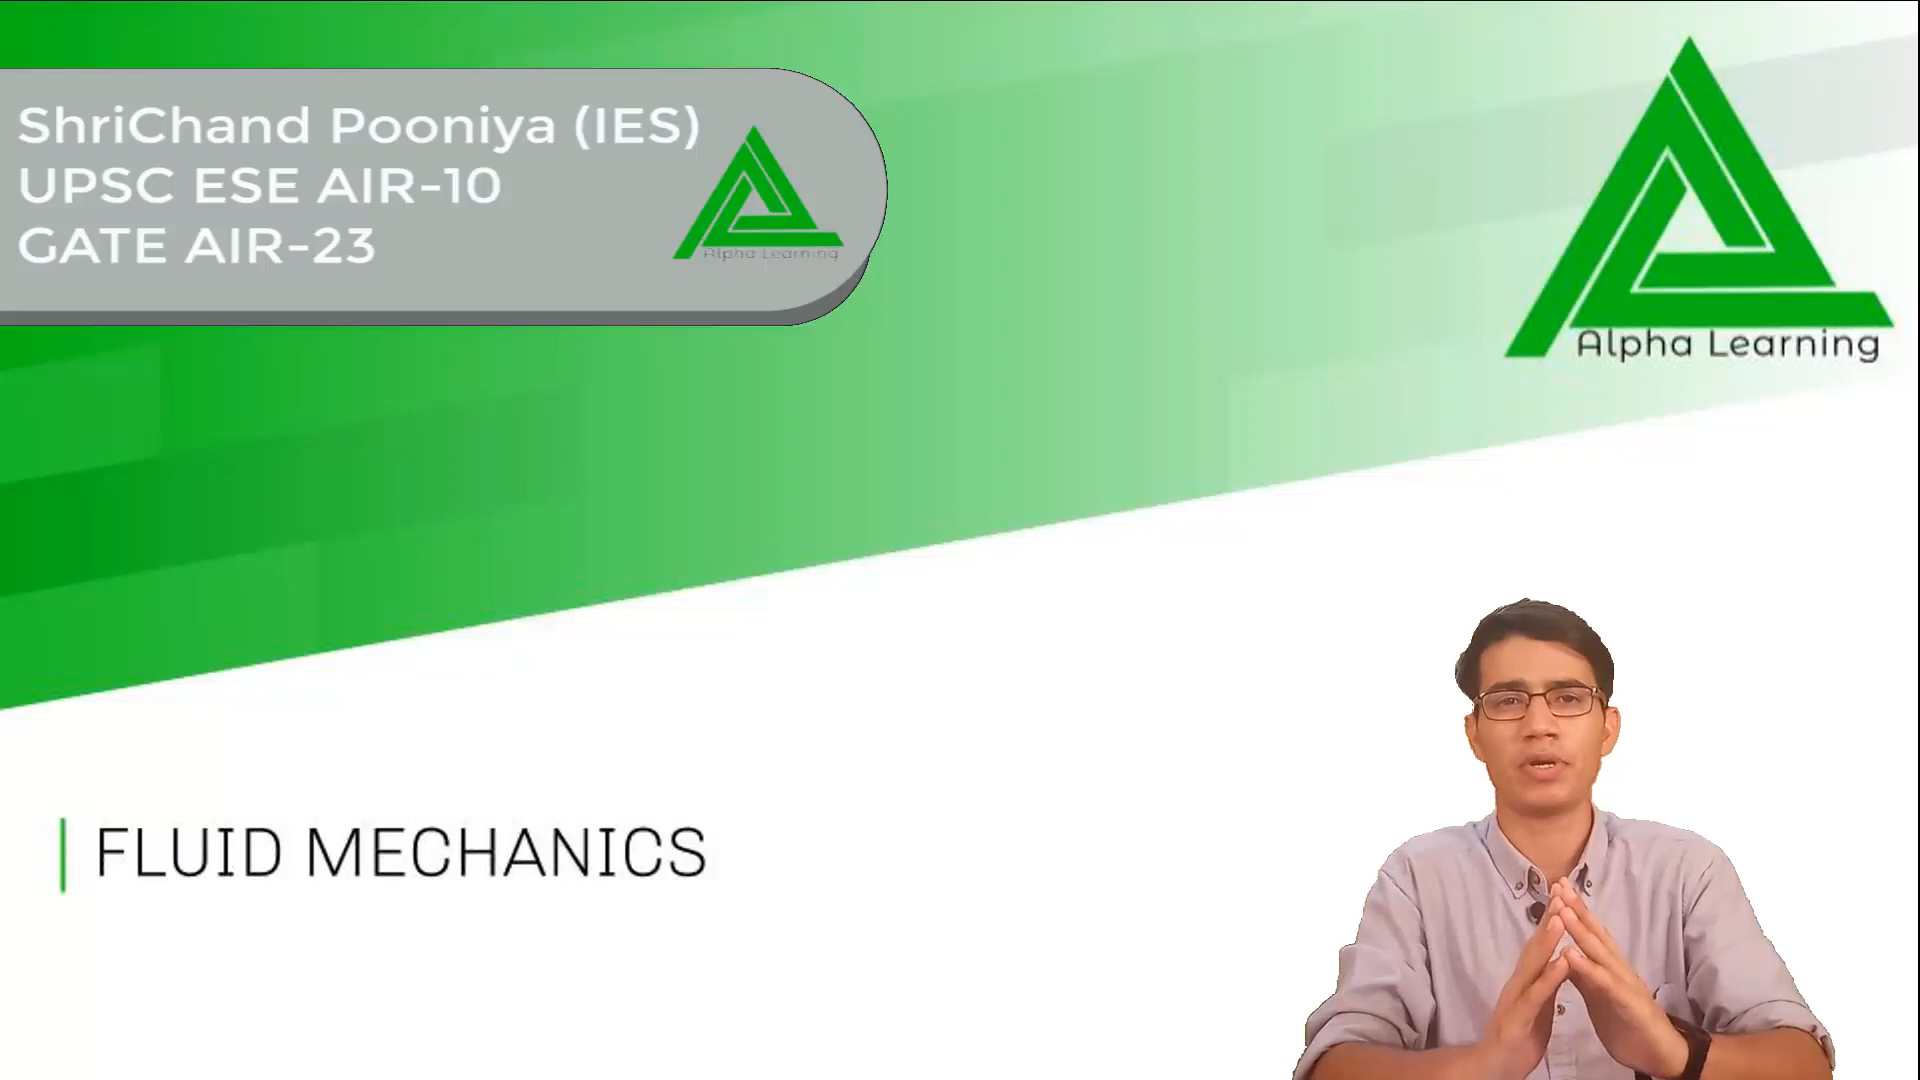 ShriChand Pooniya (IES)
UPSC ESE AIR-10
GATE AIR-23
Alpha Learning
Alpha Learning
FLUID MECHANICS